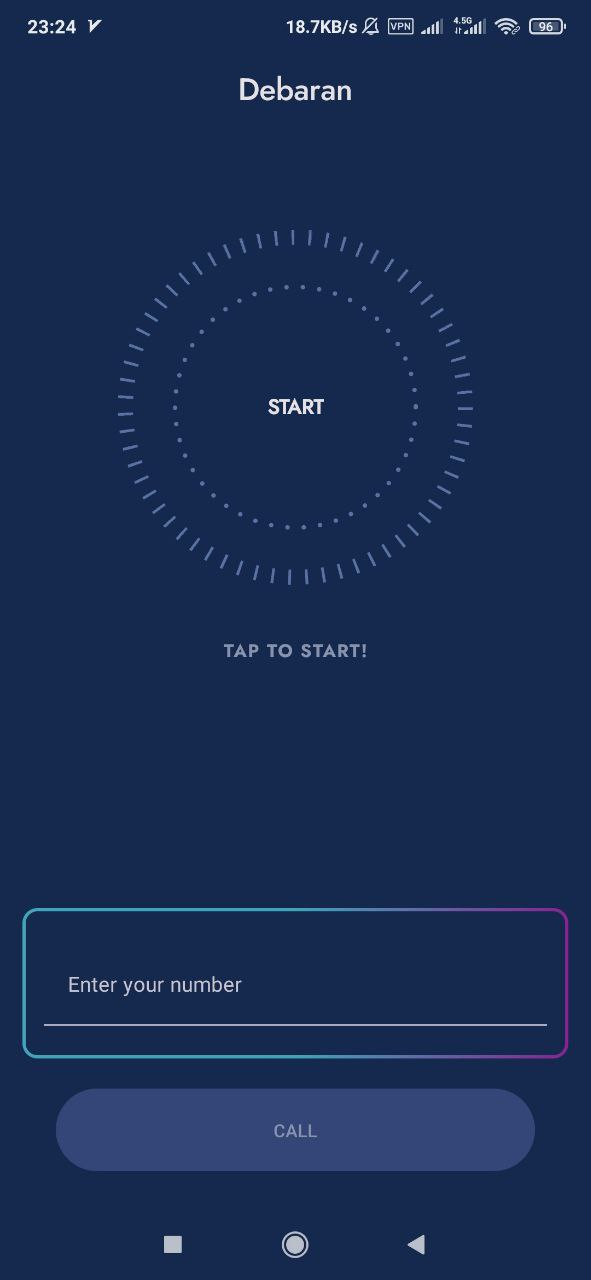 23:24 18.7KB/s VPN 4.5G 96
Debaran
START
TAP TO START!
Enter your number
CALL